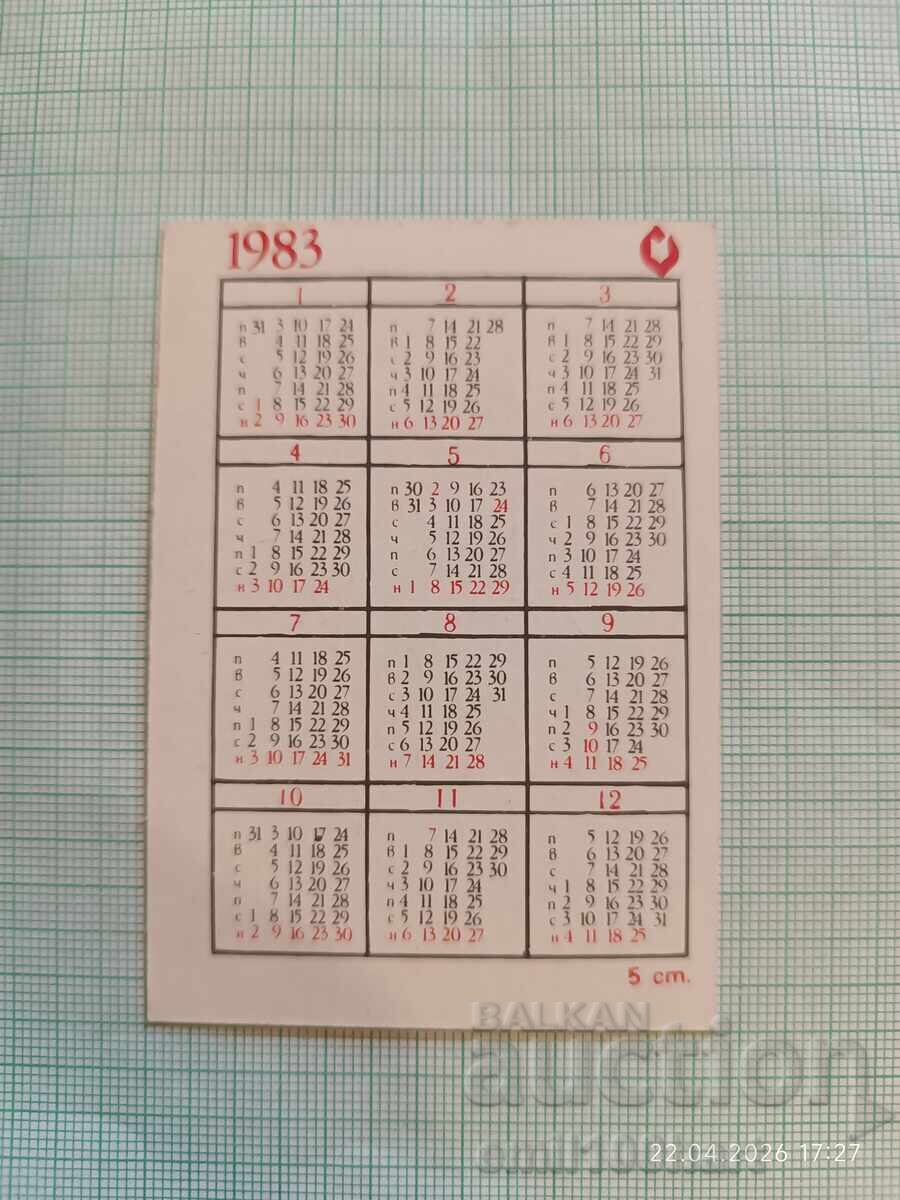 1983
1 2 3
п 31 3 10 17 24
в 4 11 18 25
с 5 12 19 26
ч 6 13 20 27
п 7 14 21 28
с 1 8 15 22 29
н 2 9 16 23 30
п 7 14 21 28
в 1 8 15 22
с 2 9 16 23
ч 3 10 17 24
п 4 11 18 25
с 5 12 19 26
н 6 13 20 27
п 7 14 21 28
в 1 8 15 22 29
с 2 9 16 23 30
ч 3 10 17 24 31
п 4 11 18 25
с 5 12 19 26
н 6 13 20 27
4 5 6
п 4 11 18 25
в 5 12 19 26
с 6 13 20 27
ч 7 14 21 28
п 1 8 15 22 29
с 2 9 16 23 30
н 3 10 17 24
п 30 2 9 16 23
в 31 3 10 17 24
с 4 11 18 25
ч 5 12 19 26
п 6 13 20 27
с 7 14 21 28
н 1 8 15 22 29
п 6 13 20 27
в 7 14 21 28
с 1 8 15 22 29
ч 2 9 16 23 30
п 3 10 17 24
с 4 11 18 25
н 5 12 19 26
7 8 9
п 4 11 18 25
в 5 12 19 26
с 6 13 20 27
ч 7 14 21 28
п 1 8 15 22 29
с 2 9 16 23 30
н 3 10 17 24 31
п 1 8 15 22 29
в 2 9 16 23 30
с 3 10 17 24 31
ч 4 11 18 25
п 5 12 19 26
с 6 13 20 27
н 7 14 21 28
п 5 12 19 26
в 6 13 20 27
с 7 14 21 28
ч 1 8 15 22 29
п 2 9 16 23 30
с 3 10 17 24
н 4 11 18 25
10 11 12
п 31 3 10 17 24
в 4 11 18 25
с 5 12 19 26
ч 6 13 20 27
п 7 14 21 28
с 1 8 15 22 29
н 2 9 16 23 30
п 7 14 21 28
в 1 8 15 22 29
с 2 9 16 23 30
ч 3 10 17 24
п 4 11 18 25
с 5 12 19 26
н 6 13 20 27
п 5 12 19 26
в 6 13 20 27
с 7 14 21 28
ч 1 8 15 22 29
п 2 9 16 23 30
с 3 10 17 24 31
н 4 11 18 25
5 cm.
BALKAN
auction
22.04.2026 17:27